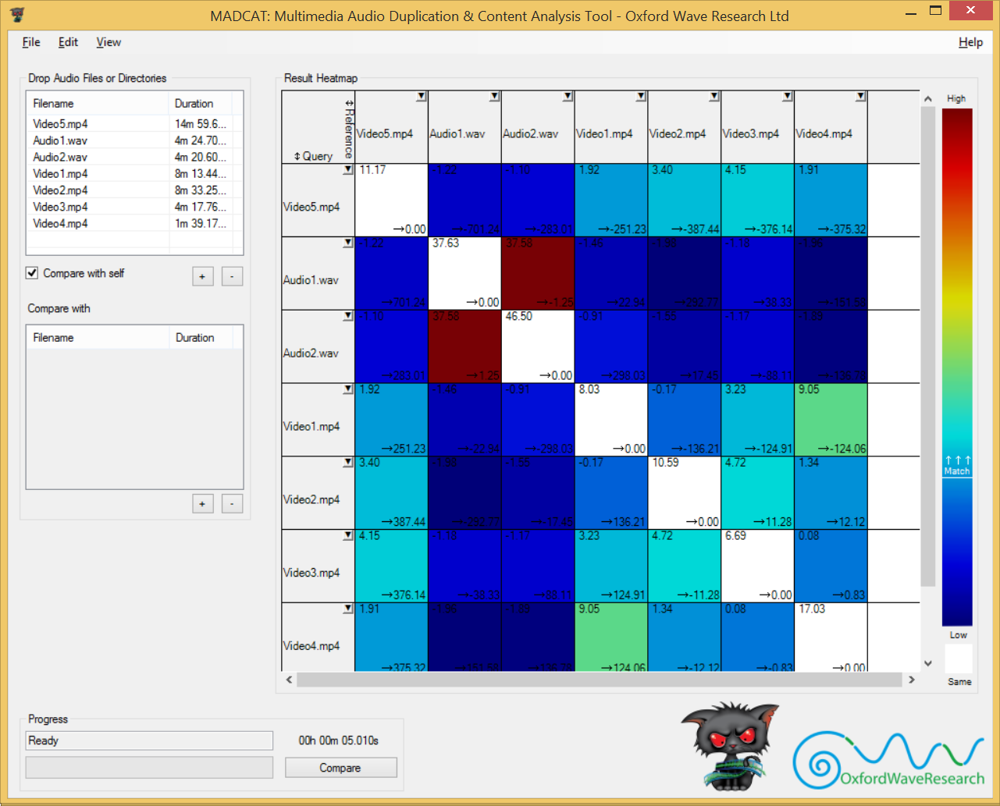 MADCAT: Multimedia Audio Duplication & Content Analysis Tool - Oxford Wave Research Ltd
File Edit View Help
Drop Audio Files or Directories
Filename Duration
Video5.mp4 14m 59.6...
Audio1.wav 4m 24.70...
Audio2.wav 4m 20.60...
Video1.mp4 8m 13.44...
Video2.mp4 8m 33.25...
Video3.mp4 4m 17.76...
Video4.mp4 1m 39.17...
Compare with self
+ -
Compare with
Filename Duration
+ -
Result Heatmap
↕ Reference
↕ Query
Video5.mp4 Audio1.wav Audio2.wav Video1.mp4 Video2.mp4 Video3.mp4 Video4.mp4
11.17 -1.22 -1.10 1.92 3.40 4.15 1.91
Video5.mp4
→0.00 →-701.24 →-283.01 →-251.23 →-387.44 →-376.14 →-375.32
-1.22 37.63 37.58 -1.46 -1.98 -1.18 -1.96
Audio1.wav
→701.24 →0.00 →-1.25 →22.94 →292.77 →38.33 →-151.58
-1.10 37.58 46.50 -0.91 -1.55 -1.17 -1.89
Audio2.wav
→283.01 →1.25 →0.00 →298.03 →17.45 →-88.11 →-136.78
1.92 -1.46 -0.91 8.03 -0.17 3.23 9.05
Video1.mp4
→251.23 →-22.94 →-298.03 →0.00 →-136.21 →-124.91 →-124.06
3.40 -1.98 -1.55 -0.17 10.59 4.72 1.34
Video2.mp4
→387.44 →-292.77 →-17.45 →136.21 →0.00 →11.28 →12.12
4.15 -1.18 -1.17 3.23 4.72 6.69 0.08
Video3.mp4
→376.14 →-38.33 →88.11 →124.91 →-11.28 →0.00 →0.83
1.91 -1.96 -1.89 9.05 1.34 0.08 17.03
Video4.mp4
→375.32 →151.58 →136.78 →124.06 →-12.12 →-0.83 →0.00
High
↑ ↑ ↑
Match
Low
Same
Progress
Ready 00h 00m 05.010s
Compare
OxfordWaveResearch